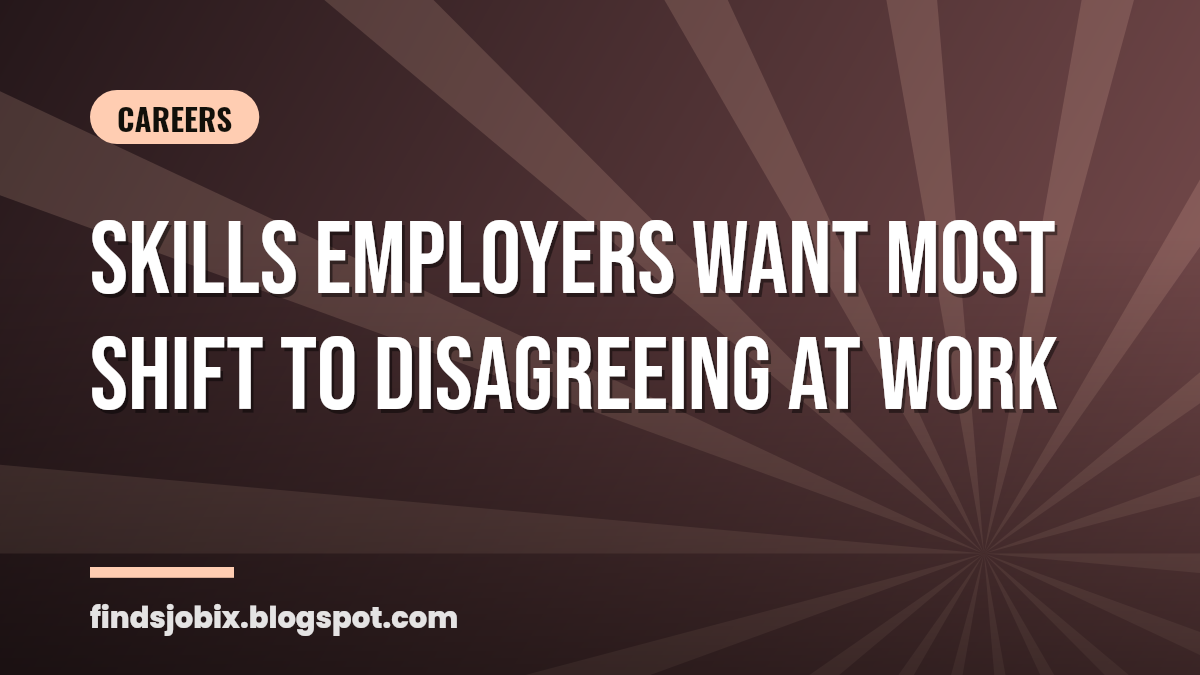 CAREERS
SKILLS EMPLOYERS WANT MOST
SHIFT TO DISAGREEING AT WORK
findsjobix.blogspot.com